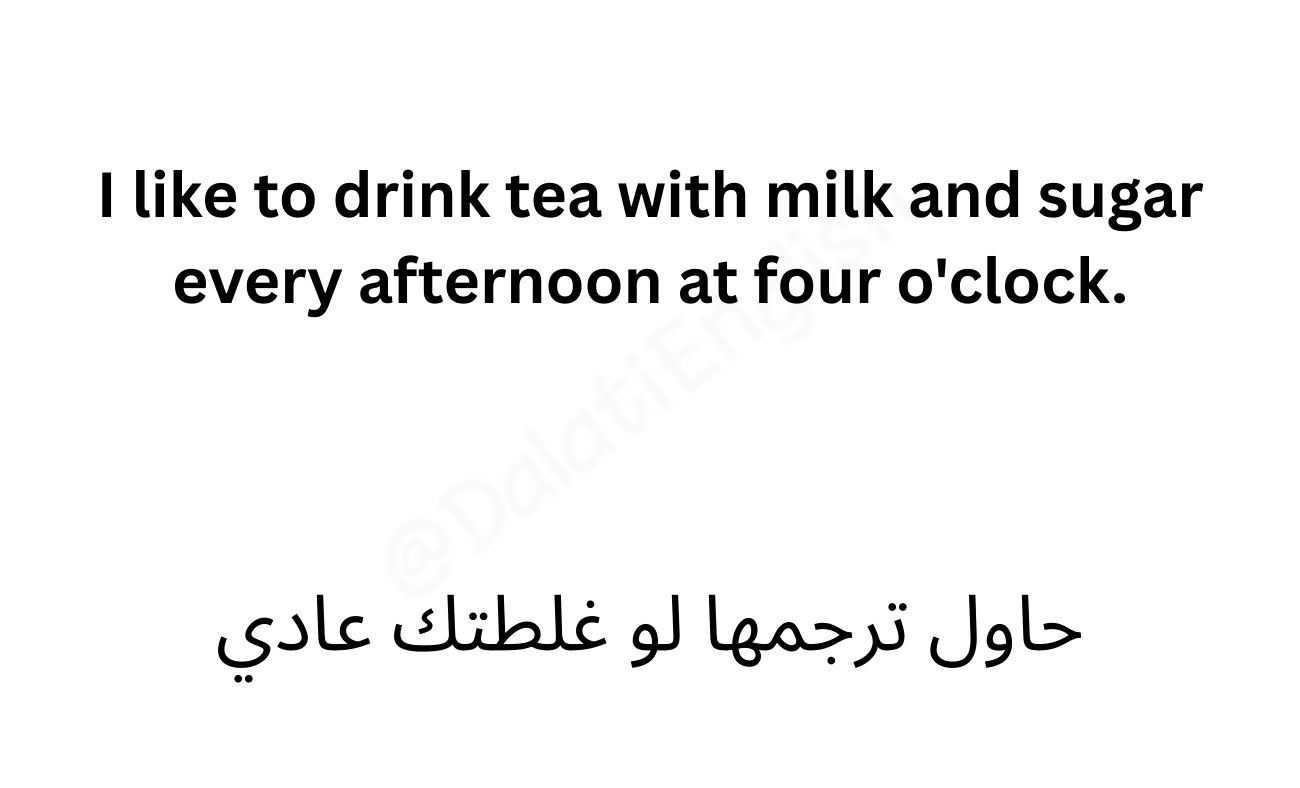 I like to drink tea with milk and sugar
every afternoon at four o'clock.
@DalatiEnglish
حاول ترجمها لو غلطتك عادي